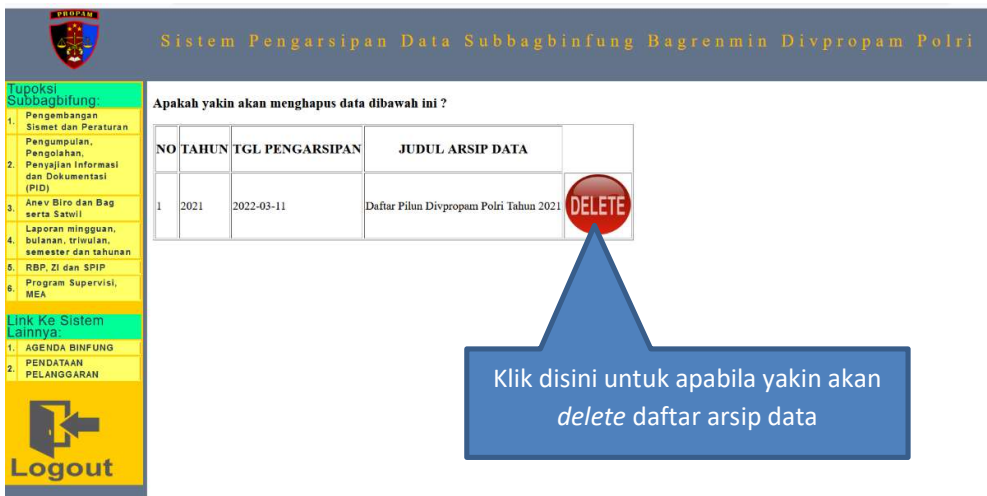 PROPAM
Sistem Pengarsipan Data Subbagbinfung Bagrenmin Divpropam Polri
Tupoksi
Subbagbifung:
1. Pengembangan
Sismet dan Peraturan
2. Pengumpulan,
Pengolahan,
Penyajian Informasi
dan Dokumentasi
(PID)
3. Anev Biro dan Bag
serta Satwil
4. Laporan mingguan,
bulanan, triwulan,
semester dan tahunan
5. RBP, ZI dan SPIP
6. Program Supervisi,
MEA
Link Ke Sistem
Lainnya:
1. AGENDA BINFUNG
2. PENDATAAN
PELANGGARAN
Logout
Apakah yakin akan menghapus data dibawah ini ?
NO TAHUN TGL PENGARSIPAN JUDUL ARSIP DATA
1 2021 2022-03-11 Daftar Pilun Divpropam Polri Tahun 2021 DELETE
Klik disini untuk apabila yakin akan
delete daftar arsip data